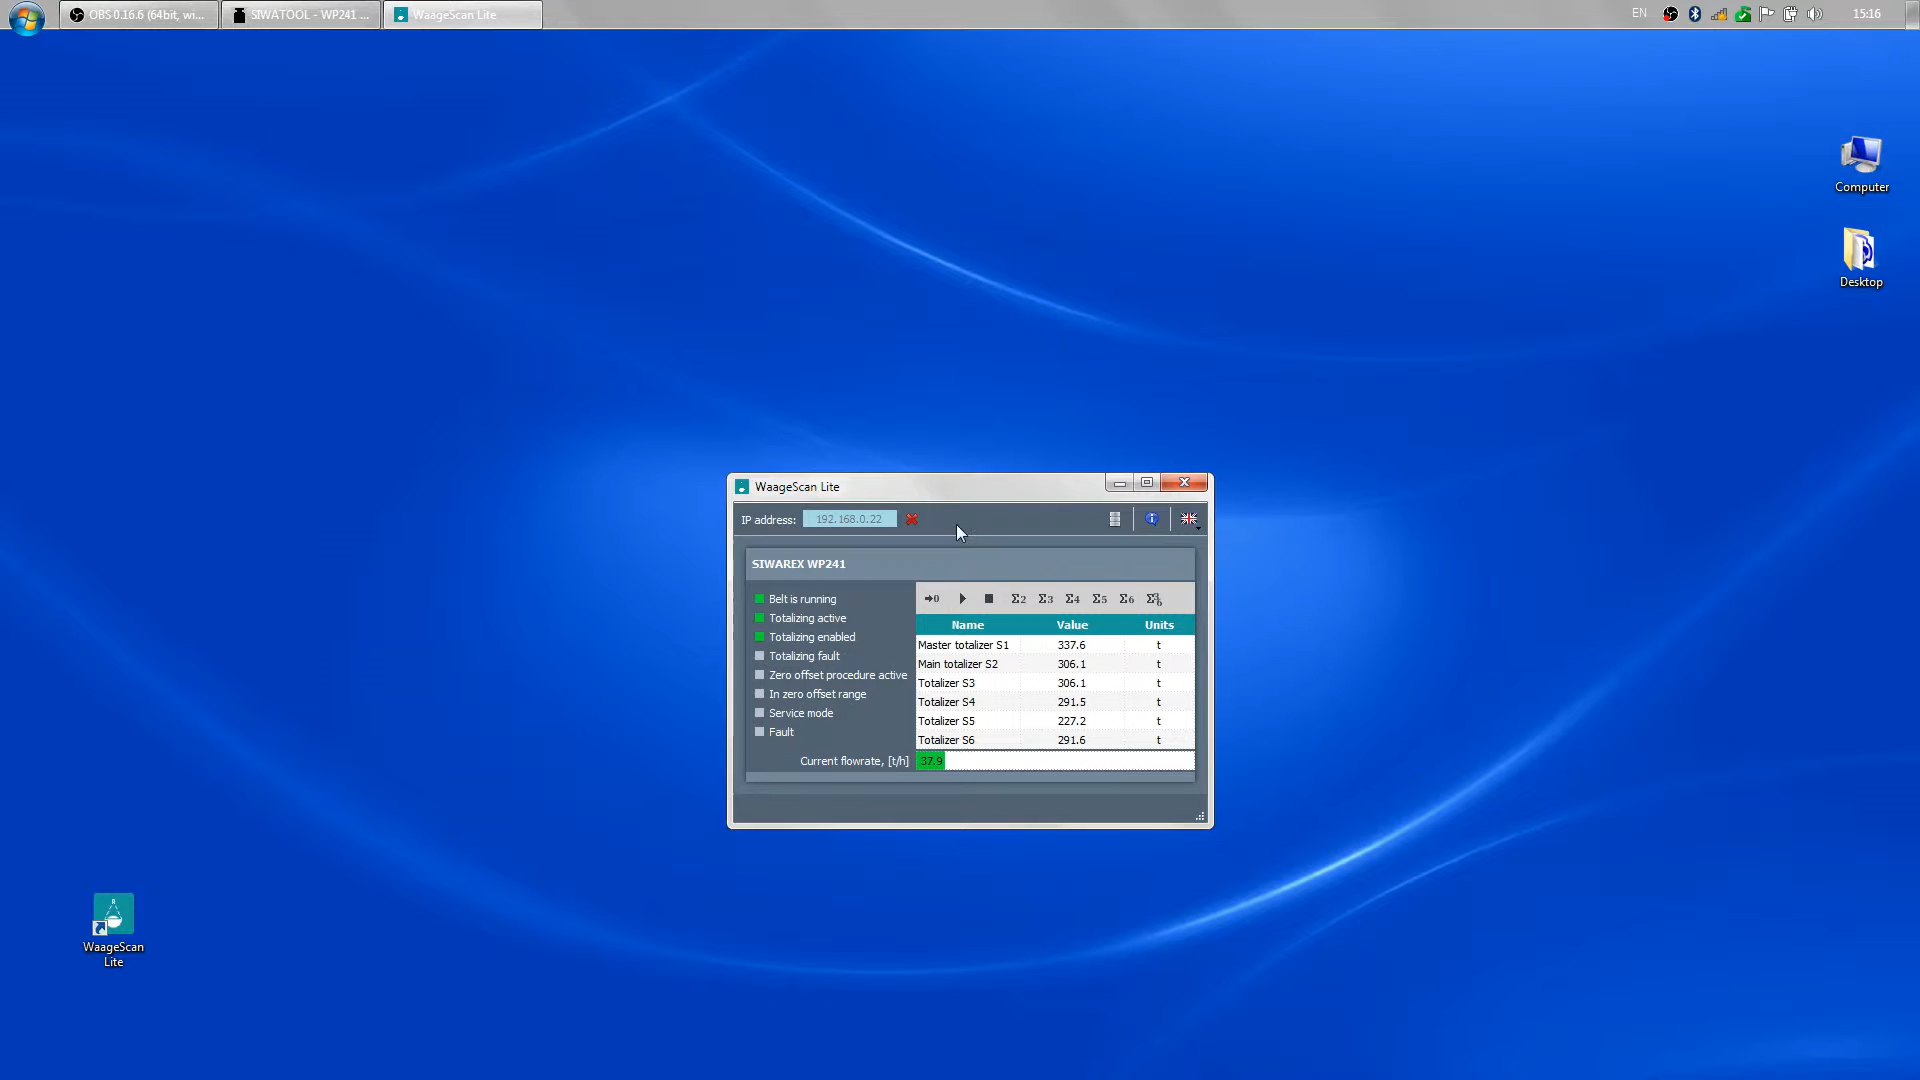 OBS 0.16.6 (64bit, wi...
SIWATOOL - WP241 ...
WaageScan Lite
EN
15:16
Computer
Desktop
WaageScan Lite
IP address:
192.168.0.22
SIWAREX WP241
Belt is running
Totalizing active
Totalizing enabled
Totalizing fault
Zero offset procedure active
In zero offset range
Service mode
Fault
→0 Σ2 Σ3 Σ4 Σ5 Σ6
Name Value Units
Master totalizer S1 337.6 t
Main totalizer S2 306.1 t
Totalizer S3 306.1 t
Totalizer S4 291.5 t
Totalizer S5 227.2 t
Totalizer S6 291.6 t
Current flowrate, [t/h] 37.9
WaageScan
Lite